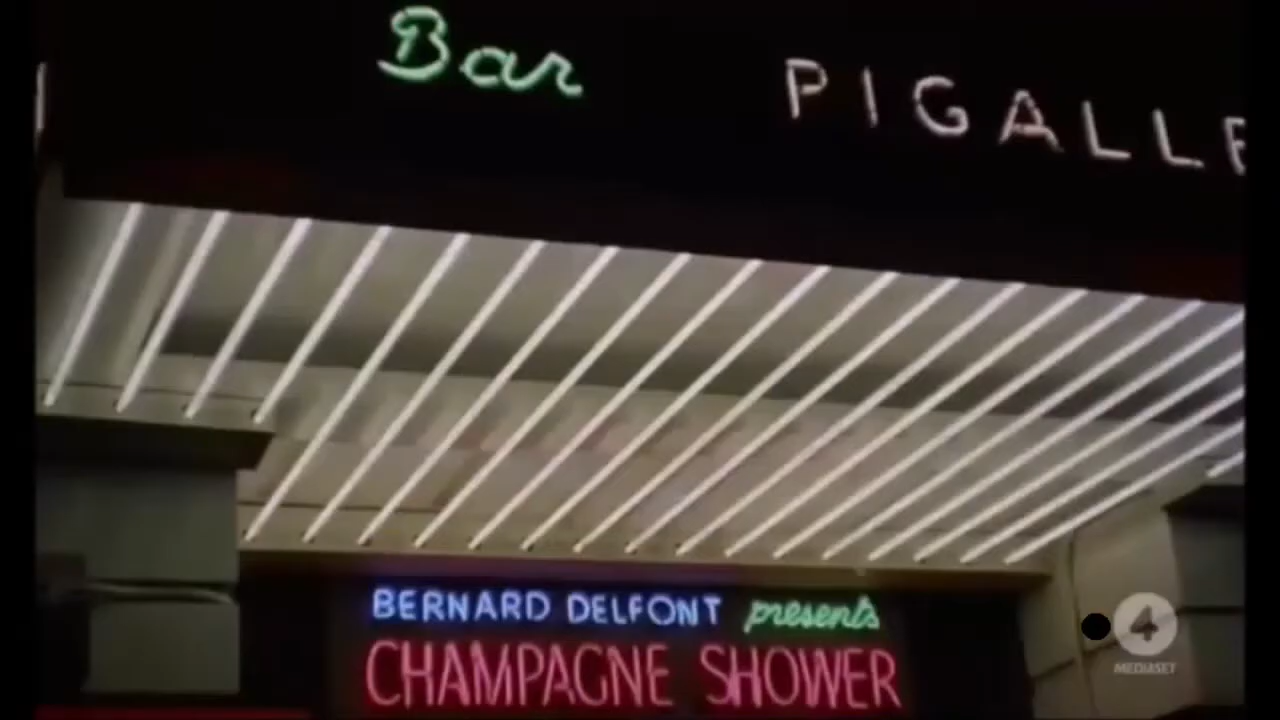 Bar PIGALLE
BERNARD DELFONT presents
CHAMPAGNE SHOWER
4
MEDIASET